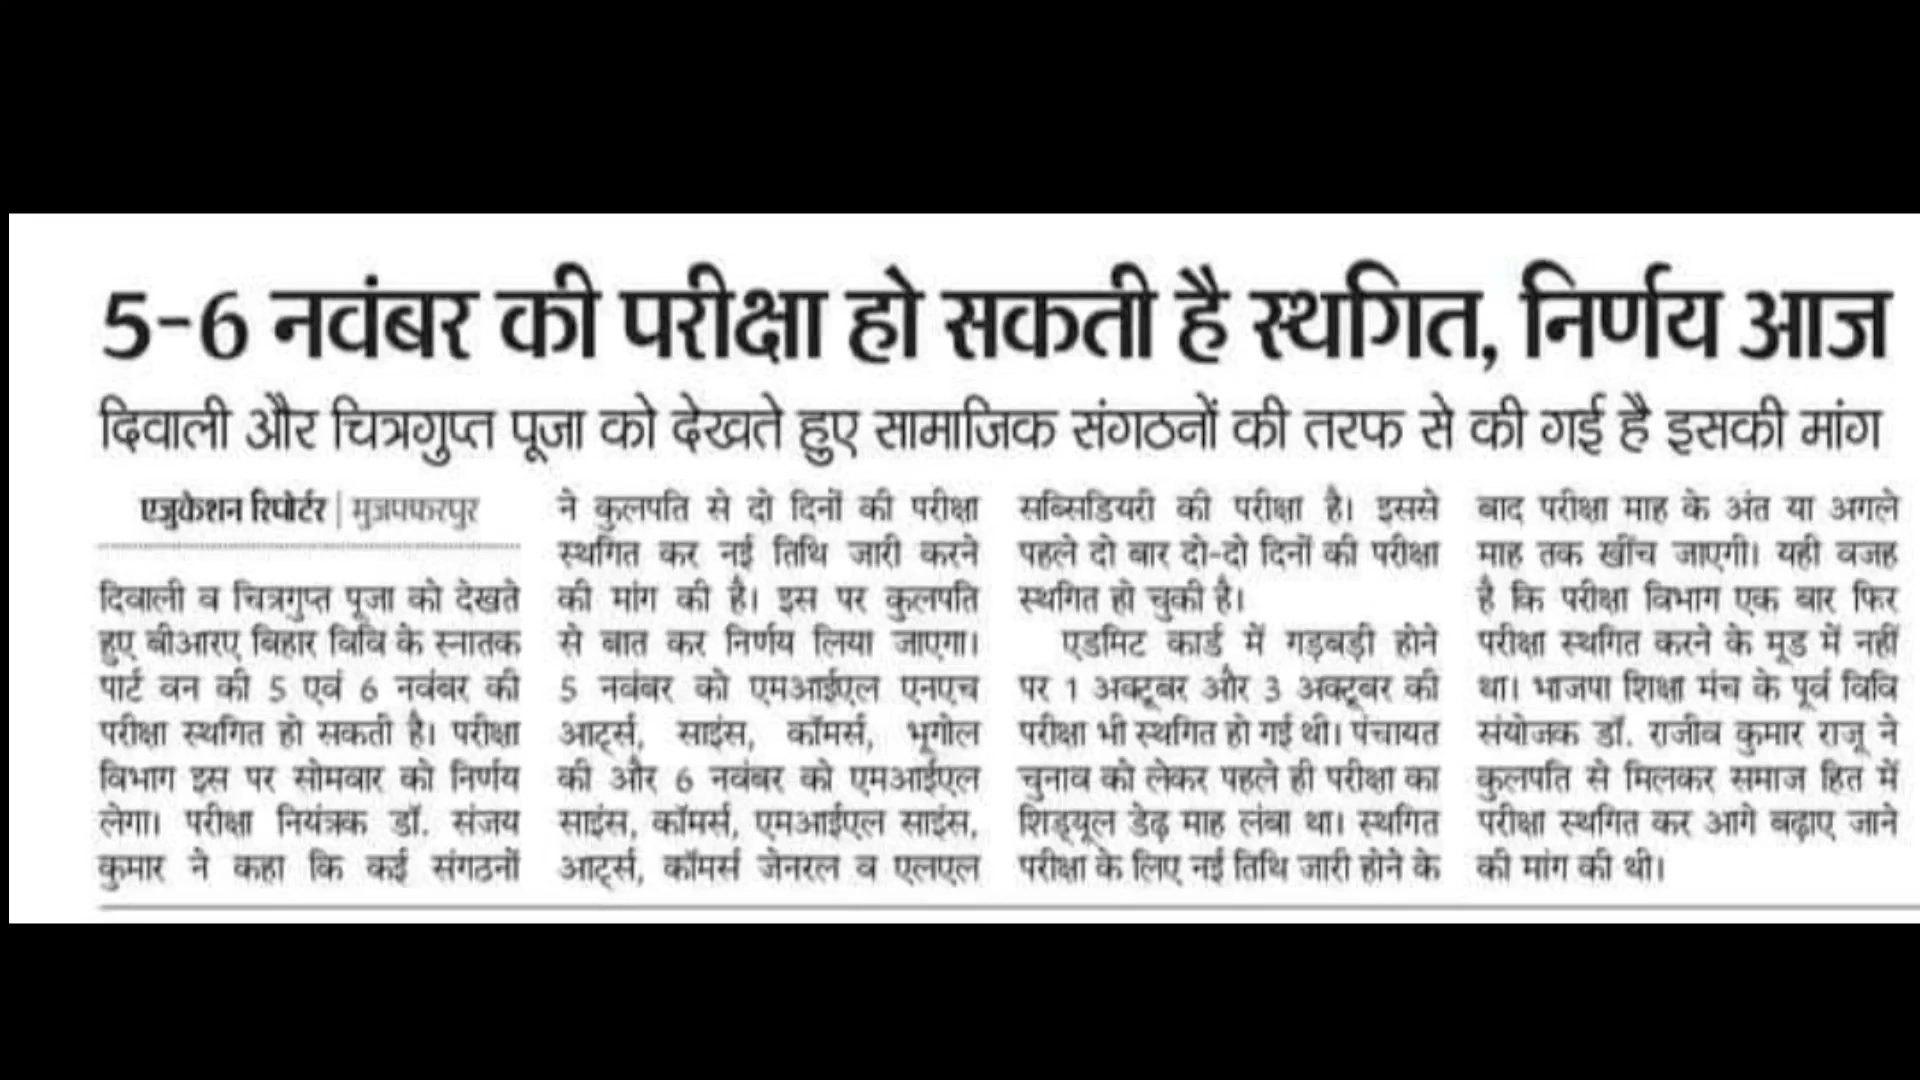 5-6 नवंबर की परीक्षा हो सकती है स्थगित, निर्णय आज
दिवाली और चित्रगुप्त पूजा को देखते हुए सामाजिक संगठनों की तरफ से की गई है इसकी मांग
एजुकेशन रिपोर्टर | मुजफ्फरपुर
दिवाली व चित्रगुप्त पूजा को देखते
हुए बीआरए बिहार विवि के स्नातक
पार्ट वन की 5 एवं 6 नवंबर की
परीक्षा स्थगित हो सकती है। परीक्षा
विभाग इस पर सोमवार को निर्णय
लेगा। परीक्षा नियंत्रक डॉ. संजय
कुमार ने कहा कि कई संगठनों
ने कुलपति से दो दिनों की परीक्षा
स्थगित कर नई तिथि जारी करने
की मांग की है। इस पर कुलपति
से बात कर निर्णय लिया जाएगा।
5 नवंबर को एमआईएल एनएच
आर्ट्स, साइंस, कॉमर्स, भूगोल
की और 6 नवंबर को एमआईएल
साइंस, कॉमर्स, एमआईएल साइंस,
आर्ट्स, कॉमर्स जेनरल व एलएल
सब्सिडियरी की परीक्षा है। इससे
पहले दो बार दो-दो दिनों की परीक्षा
स्थगित हो चुकी है।
एडमिट कार्ड में गड़बड़ी होने
पर 1 अक्टूबर और 3 अक्टूबर की
परीक्षा भी स्थगित हो गई थी। पंचायत
चुनाव को लेकर पहले ही परीक्षा का
शिड्यूल डेढ़ माह लंबा था। स्थगित
परीक्षा के लिए नई तिथि जारी होने के
बाद परीक्षा माह के अंत या अगले
माह तक खींच जाएगी। यही वजह
है कि परीक्षा विभाग एक बार फिर
परीक्षा स्थगित करने के मूड में नहीं
था। भाजपा शिक्षा मंच के पूर्व विवि
संयोजक डॉ. राजीव कुमार राजू ने
कुलपति से मिलकर समाज हित में
परीक्षा स्थगित कर आगे बढ़ाए जाने
की मांग की थी।